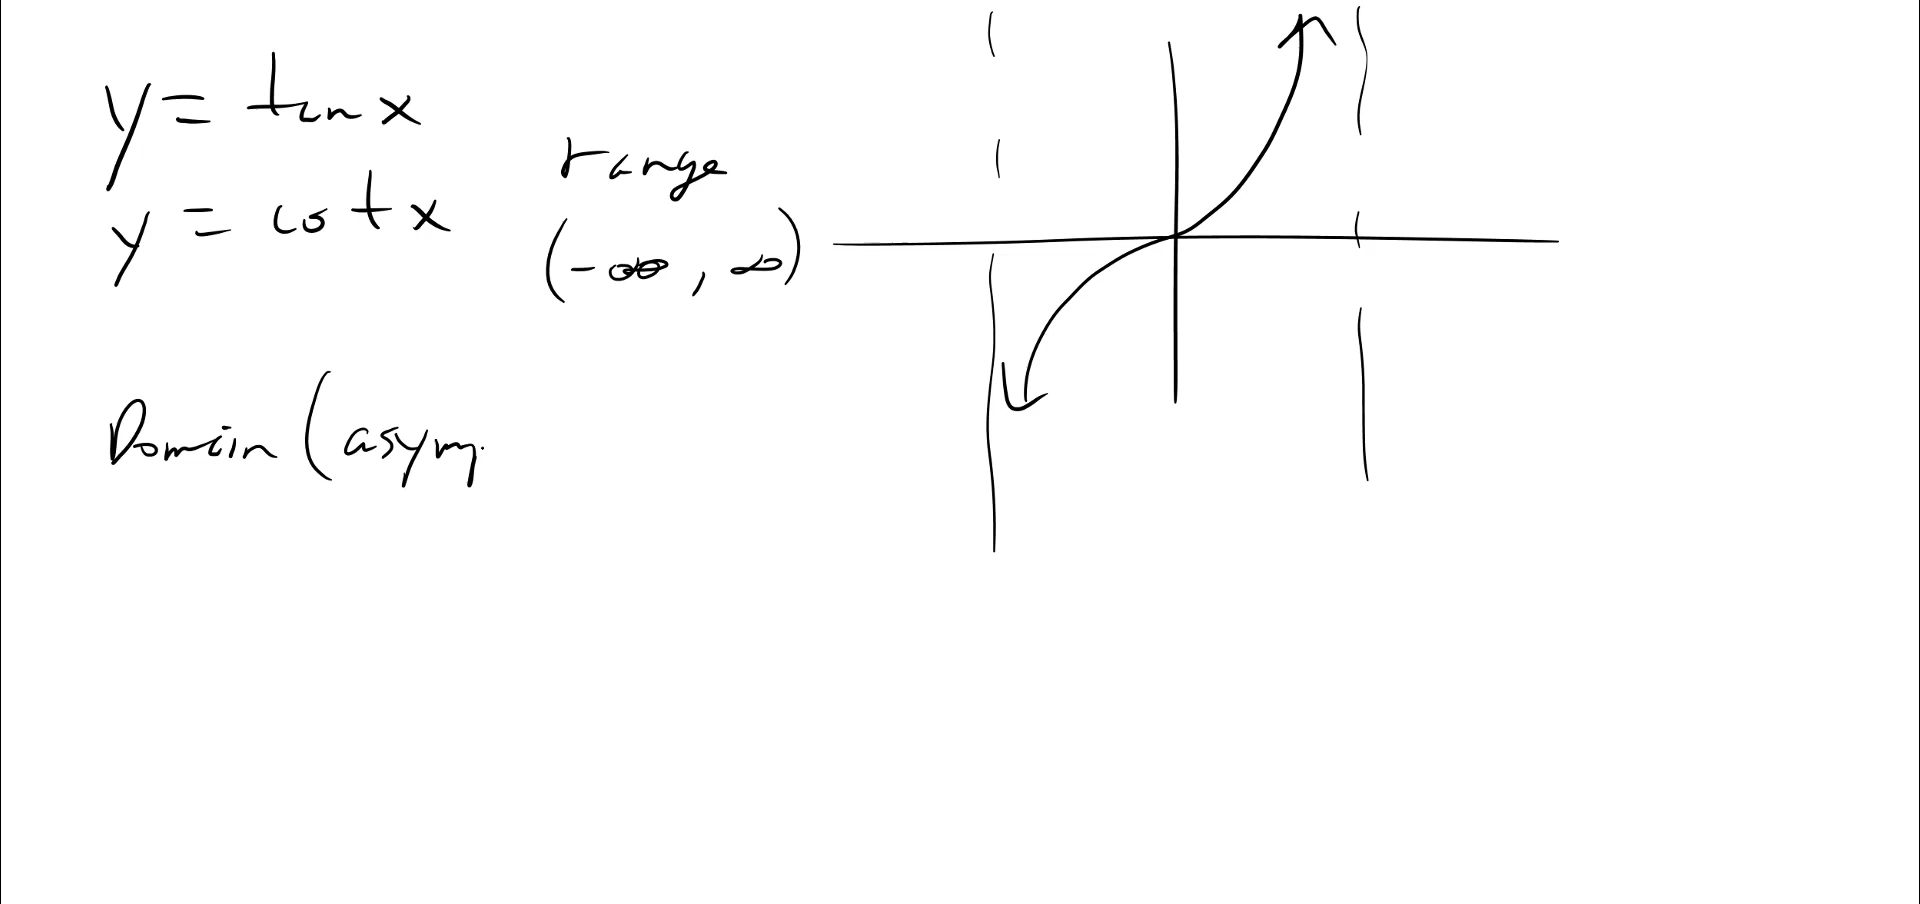 y = tan x
y = cot x
range
(-∞, ∞)
Domain (asym